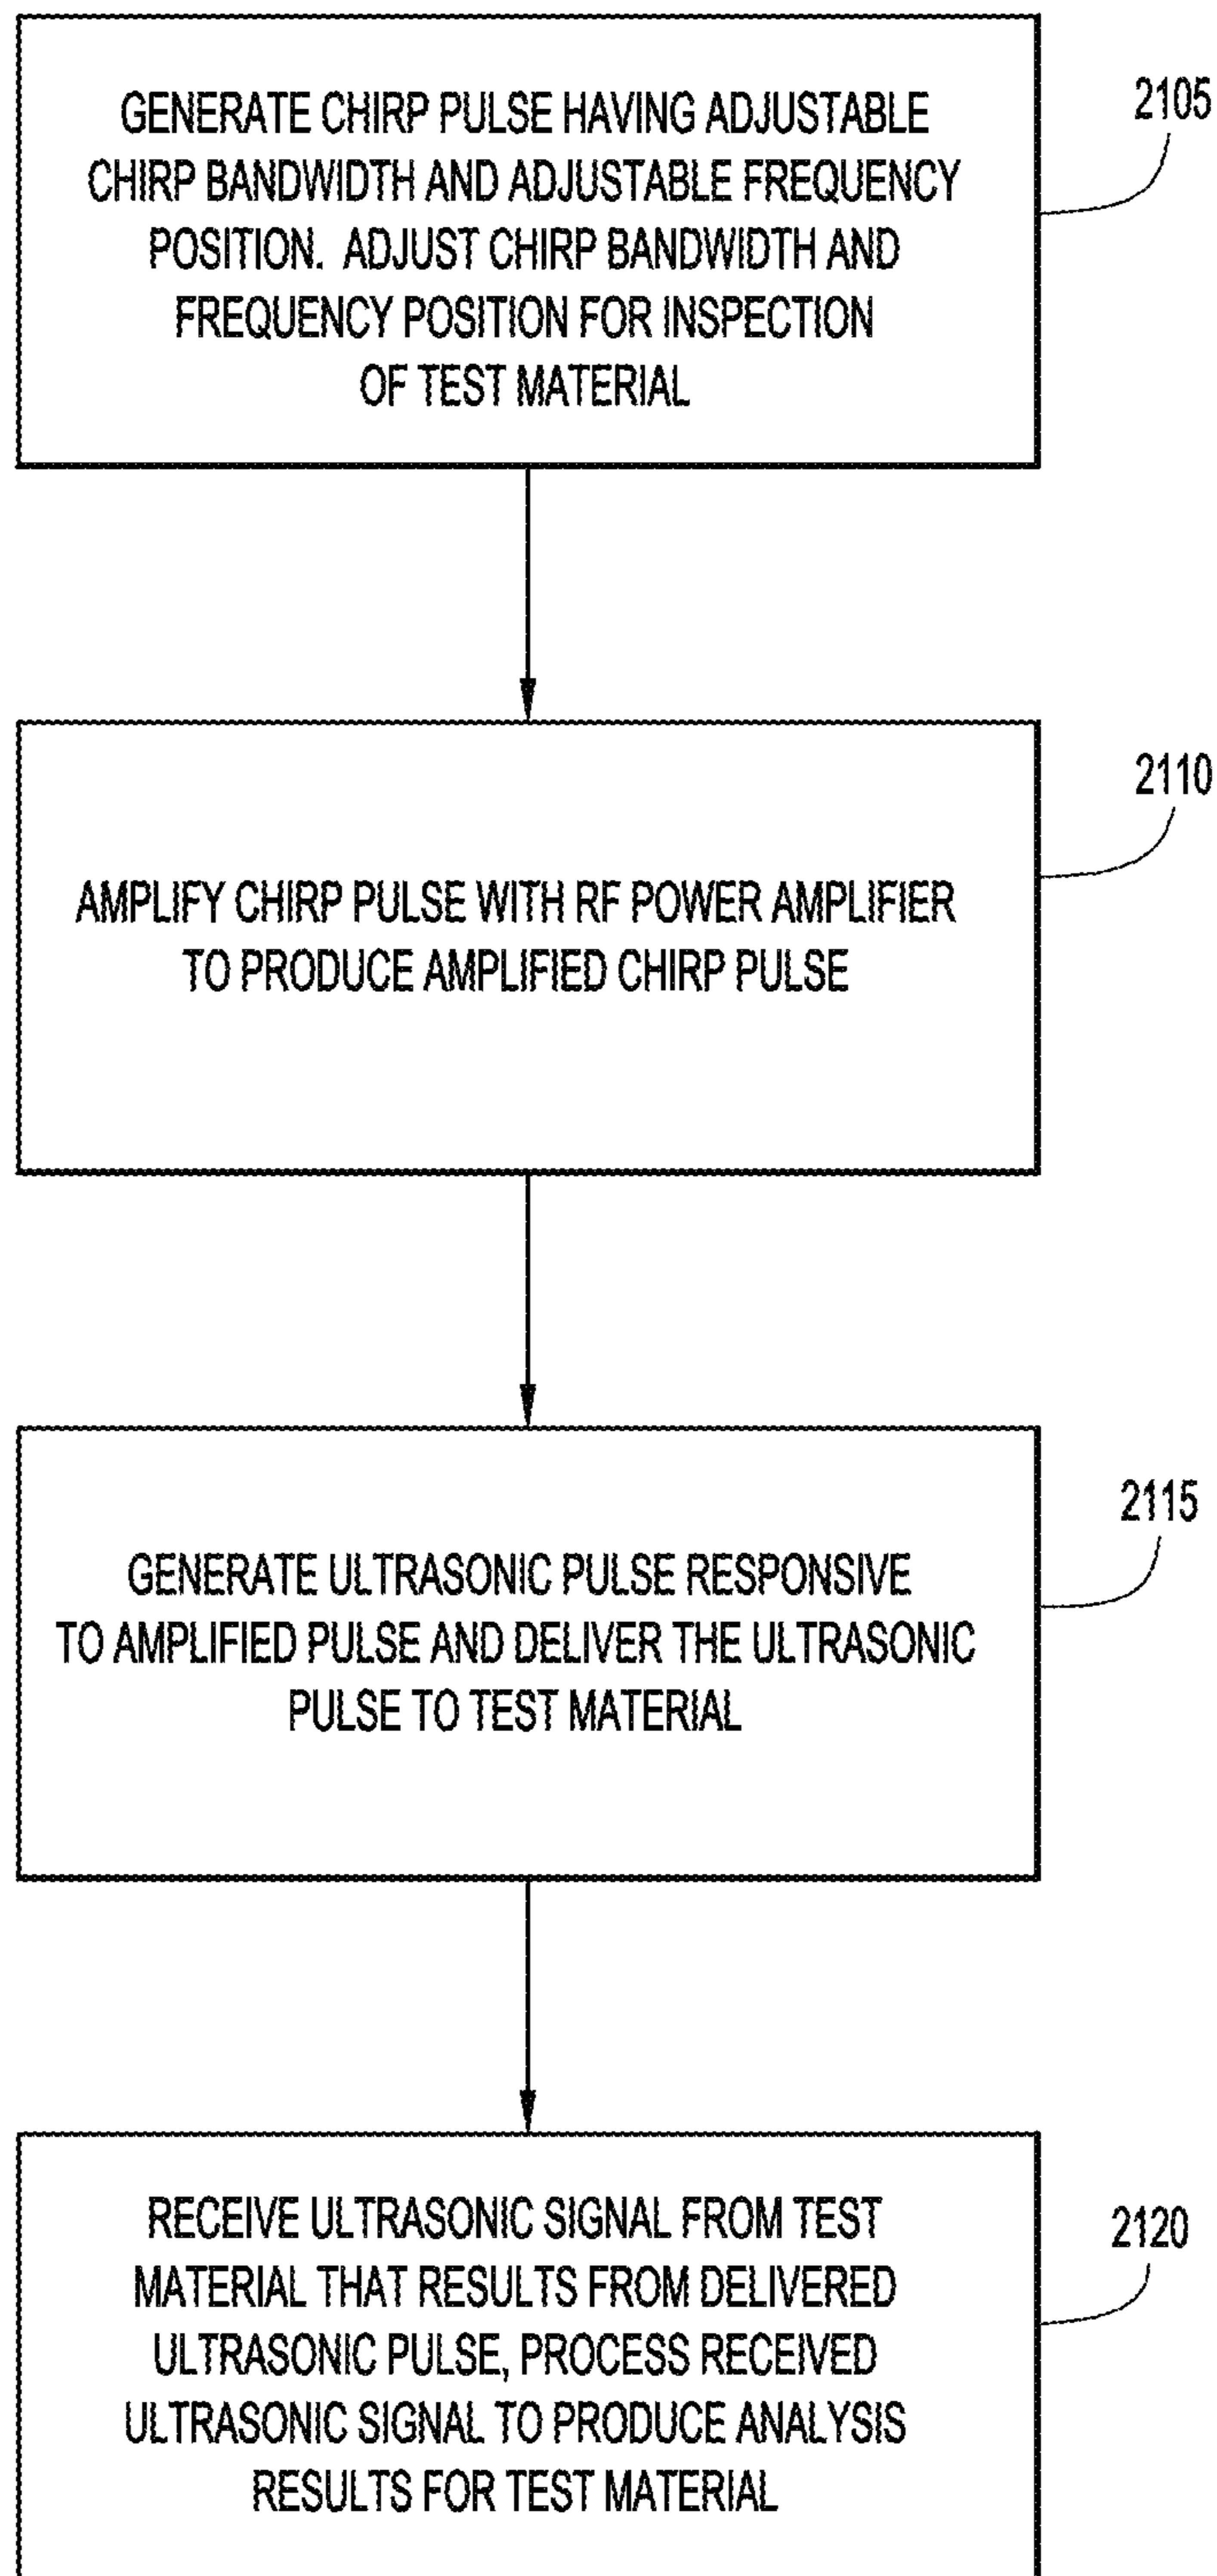 GENERATE CHIRP PULSE HAVING ADJUSTABLE
CHIRP BANDWIDTH AND ADJUSTABLE FREQUENCY
POSITION. ADJUST CHIRP BANDWIDTH AND
FREQUENCY POSITION FOR INSPECTION
OF TEST MATERIAL
2105
AMPLIFY CHIRP PULSE WITH RF POWER AMPLIFIER
TO PRODUCE AMPLIFIED CHIRP PULSE
2110
GENERATE ULTRASONIC PULSE RESPONSIVE
TO AMPLIFIED PULSE AND DELIVER THE ULTRASONIC
PULSE TO TEST MATERIAL
2115
RECEIVE ULTRASONIC SIGNAL FROM TEST
MATERIAL THAT RESULTS FROM DELIVERED
ULTRASONIC PULSE, PROCESS RECEIVED
ULTRASONIC SIGNAL TO PRODUCE ANALYSIS
RESULTS FOR TEST MATERIAL
2120